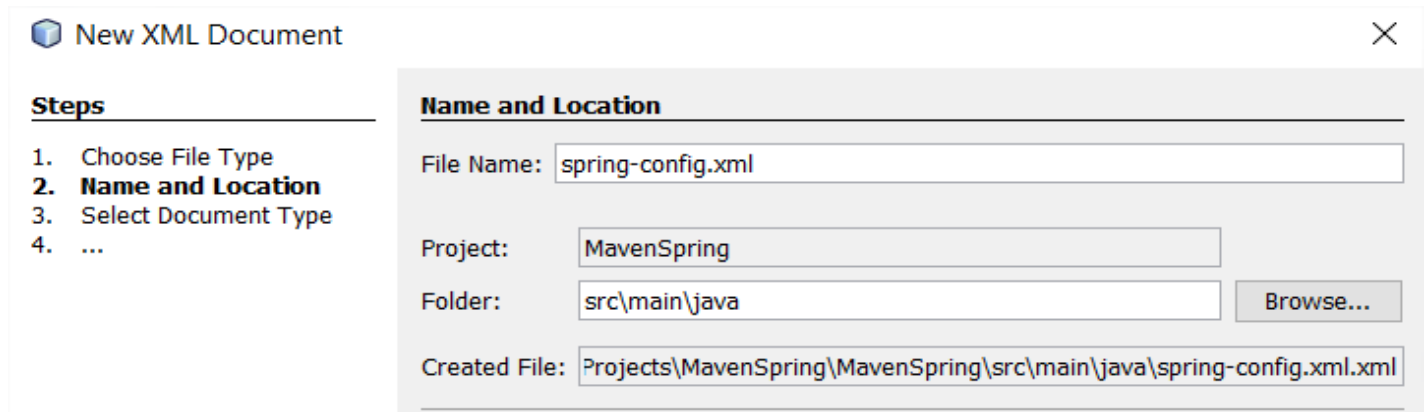 New XML Document
Steps
1. Choose File Type
2. Name and Location
3. Select Document Type
4. ...
Name and Location
File Name: spring-config.xml
Project: MavenSpring
Folder: src\main\java Browse...
Created File: Projects\MavenSpring\MavenSpring\src\main\java\spring-config.xml.xml